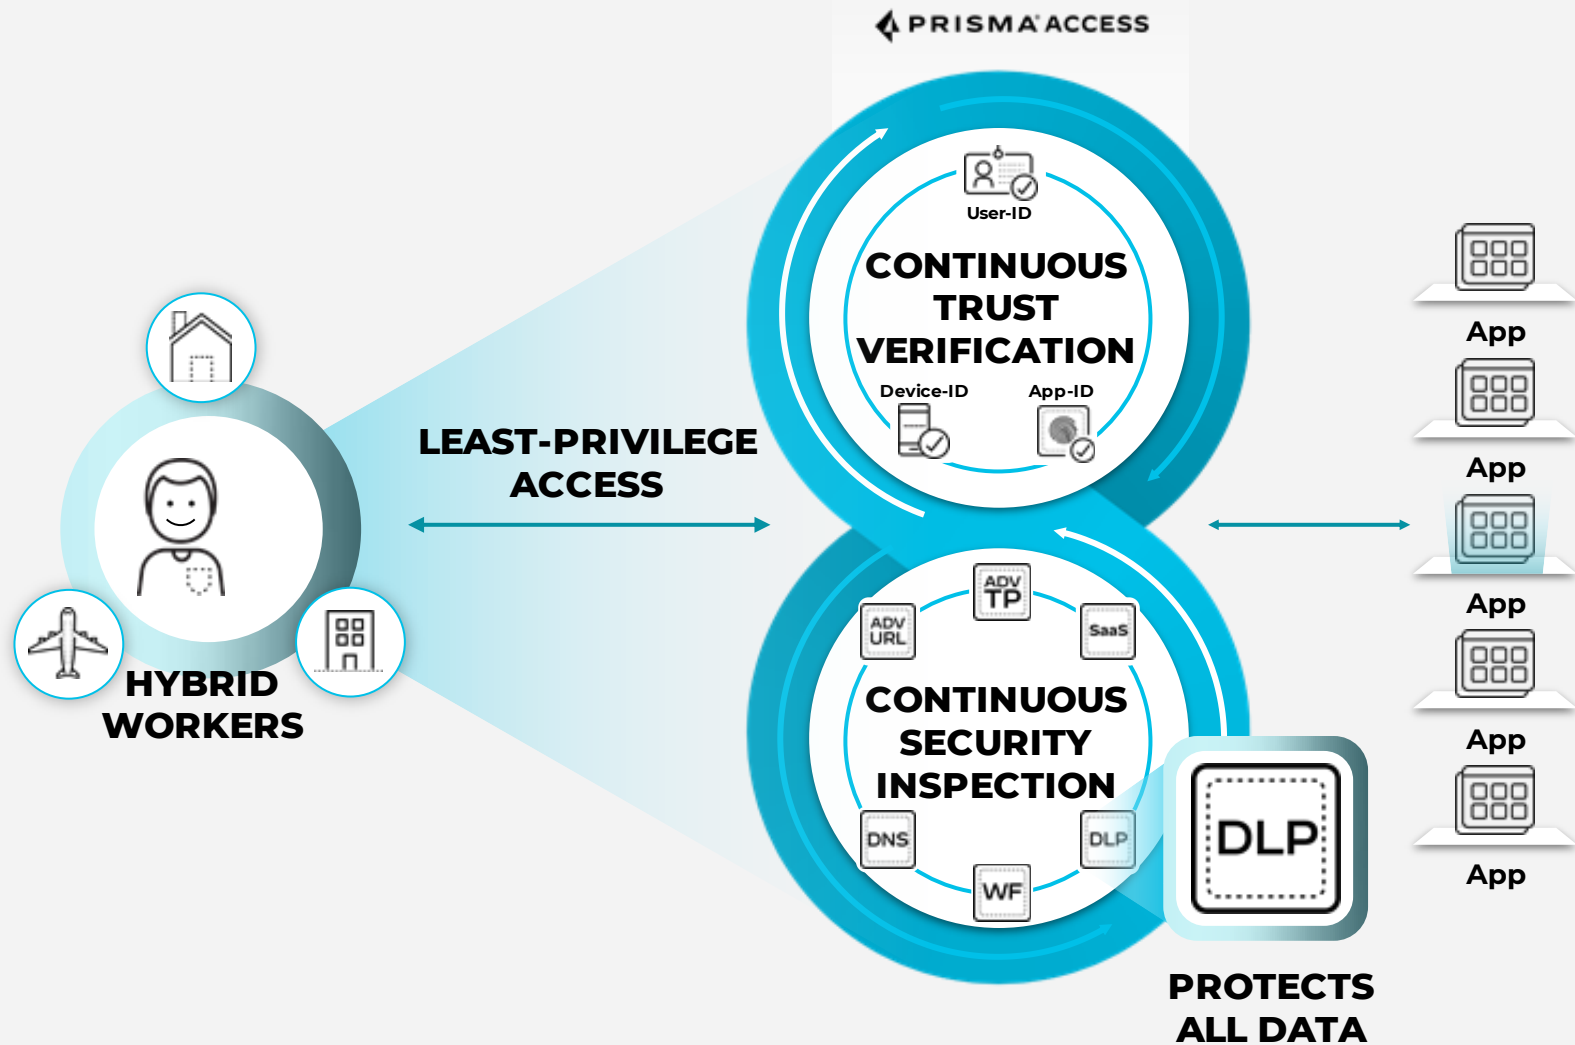 PRISMA ACCESS
User-ID
CONTINUOUS
TRUST
VERIFICATION
Device-ID
App-ID
LEAST-PRIVILEGE
ACCESS
HYBRID
WORKERS
ADV
TP
ADV
URL
SaaS
CONTINUOUS
SECURITY
INSPECTION
DNS
DLP
WF
DLP
PROTECTS
ALL DATA
App
App
App
App
App